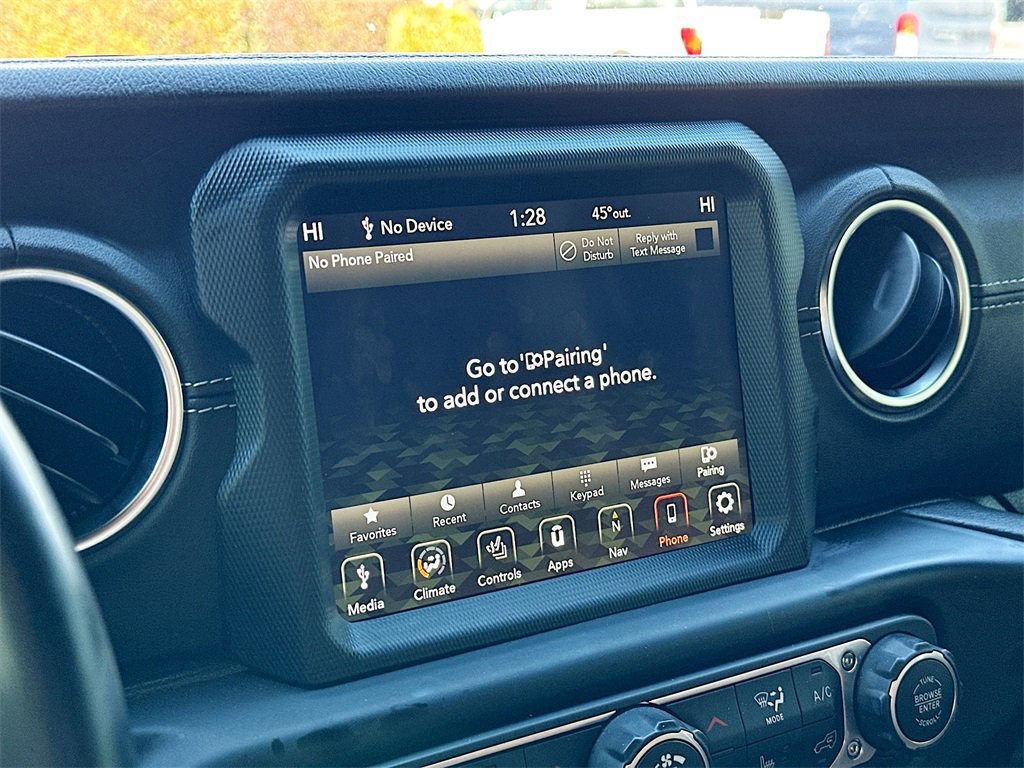 HI No Device 1:28 45°out. HI
No Phone Paired
Do Not
Disturb
Reply with
Text Message
Go to 'Pairing'
to add or connect a phone.
Favorites Recent Contacts Keypad Messages Pairing
Media Climate Controls Apps N Nav Phone Settings
MODE
A/C
TUNE
BROWSE
ENTER
SCROLL